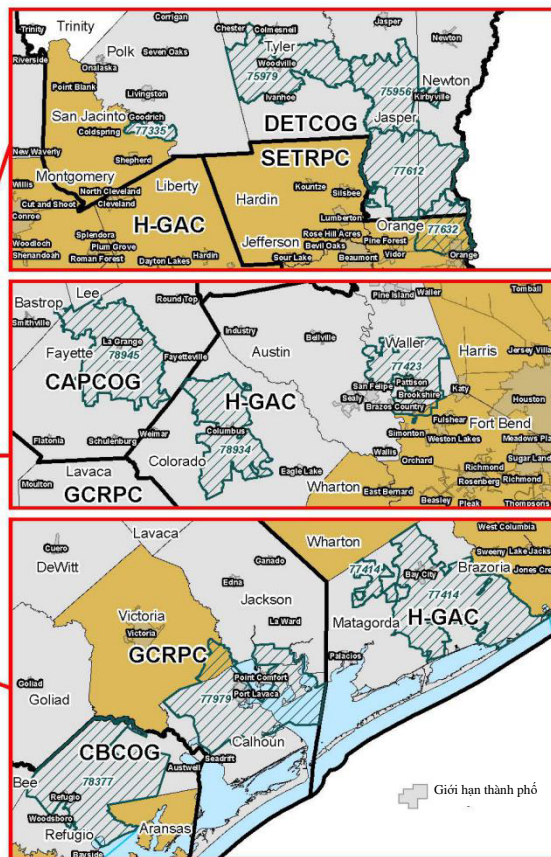 Corrigan
Trinity
Trinity
Chester
Colmesneil
Jasper
Polk
Seven Oaks
Tyler
Newton
Riverside
Onalaska
Woodville
75979
Point Blank
Livingston
75956
Newton
Kirbyville
San Jacinto
Goodrich
Ivanhoe
Coldspring
77335
DETCOG
Jasper
New Waverly
Shepherd
SETRPC
77612
Montgomery
Liberty
Hardin
Willis
North Cleveland
Kountze
Cut and Shoot
Cleveland
Silsbee
Conroe
H-GAC
Lumberton
Orange
Splendora
Rose Hill Acres
77632
Woodloch
Plum Grove
Jefferson
Bevil Oaks
Pine Forest
Shenandoah
Roman Forest
Hardin
Dayton Lakes
Sour Lake
Beaumont
Vidor
Orange
Bastrop
Lee
Round Top
Pine Island
Waller
Tomball
Smithville
Industry
Bellville
La Grange
Austin
Waller
Harris
Fayette
78945
Fayetteville
77423
Jersey Villa
CAPCOG
San Felipe
Pattison
Katy
H-GAC
Sealy
Brookshire
Houston
Brazos Country
Fulshear
Fort Bend
Flatonia
Schulenburg
Weimar
Columbus
Simonton
Weston Lakes
Meadows Pla
78934
Wallis
Sugar Land
Lavaca
Colorado
Eagle Lake
Orchard
Richmond
Moulton
Rosenberg
Richmond
GCRPC
Wharton
East Bernard
Beasley
Pleak
Thompsons
Lavaca
Wharton
West Columbia
Cuero
Ganado
Sweeny
Lake Jacks
DeWitt
77414
Brazoria
Edna
Bay City
Jones Cre
Jackson
77414
Victoria
La Ward
H-GAC
Victoria
Matagorda
GCRPC
Palacios
Goliad
Point Comfort
77979
Port Lavaca
Goliad
Calhoun
CBCOG
Seadrift
Bee
Austwell
78377
Refugio
Giới hạn thành phố
Woodsboro
Aransas
Refugio
Bayside